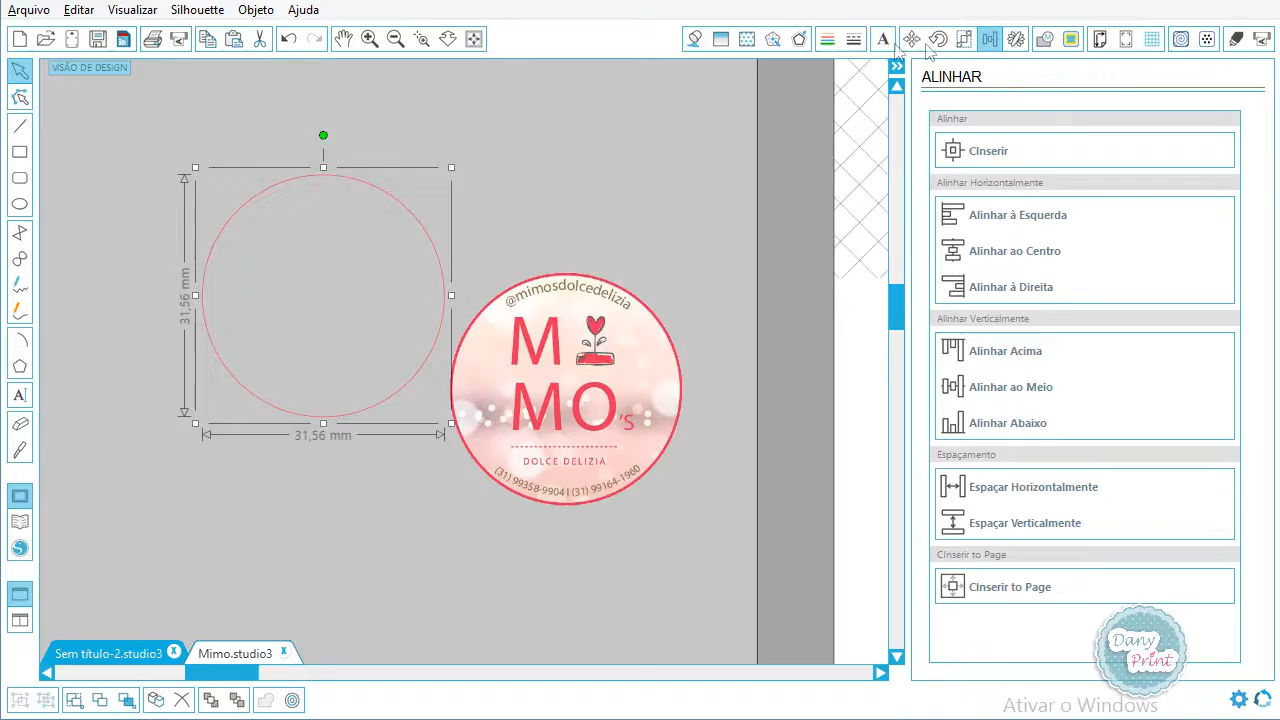 Arquivo Editar Visualizar Silhouette Objeto Ajuda
VISÃO DE DESIGN
ALINHAR
Alinhar
CInserir
Alinhar Horizontalmente
Alinhar à Esquerda
Alinhar ao Centro
Alinhar à Direita
Alinhar Verticalmente
Alinhar Acima
Alinhar ao Meio
Alinhar Abaixo
Espaçamento
Espaçar Horizontalmente
Espaçar Verticalmente
CInserir to Page
CInserir to Page
31,56 mm
31,56 mm
@mimosdolcedelizia
M
MO'S
DOLCE DELIZIA
(31) 99358-9904 | (31) 99164-1960
Sem título-2.studio3 Mimo.studio3
Dany
Print
Ativar o Windows